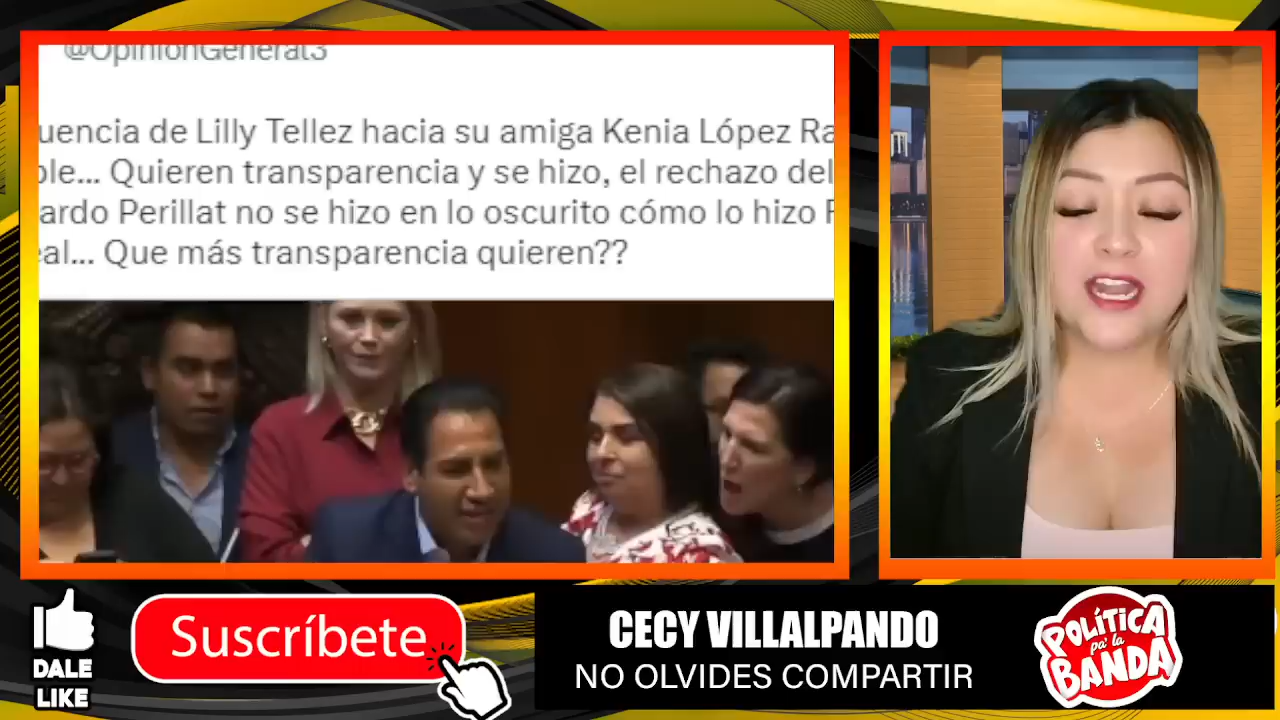 @OpinionGeneral3
uencia de Lilly Tellez hacia su amiga Kenia López Ra
ble... Quieren transparencia y se hizo, el rechazo del
ardo Perillat no se hizo en lo oscurito cómo lo hizo
eal... Que más transparencia quieren??
DALE
LIKE
Suscríbete
CECY VILLALPANDO
NO OLVIDES COMPARTIR
POLÍTICA
pa' la
BANDA